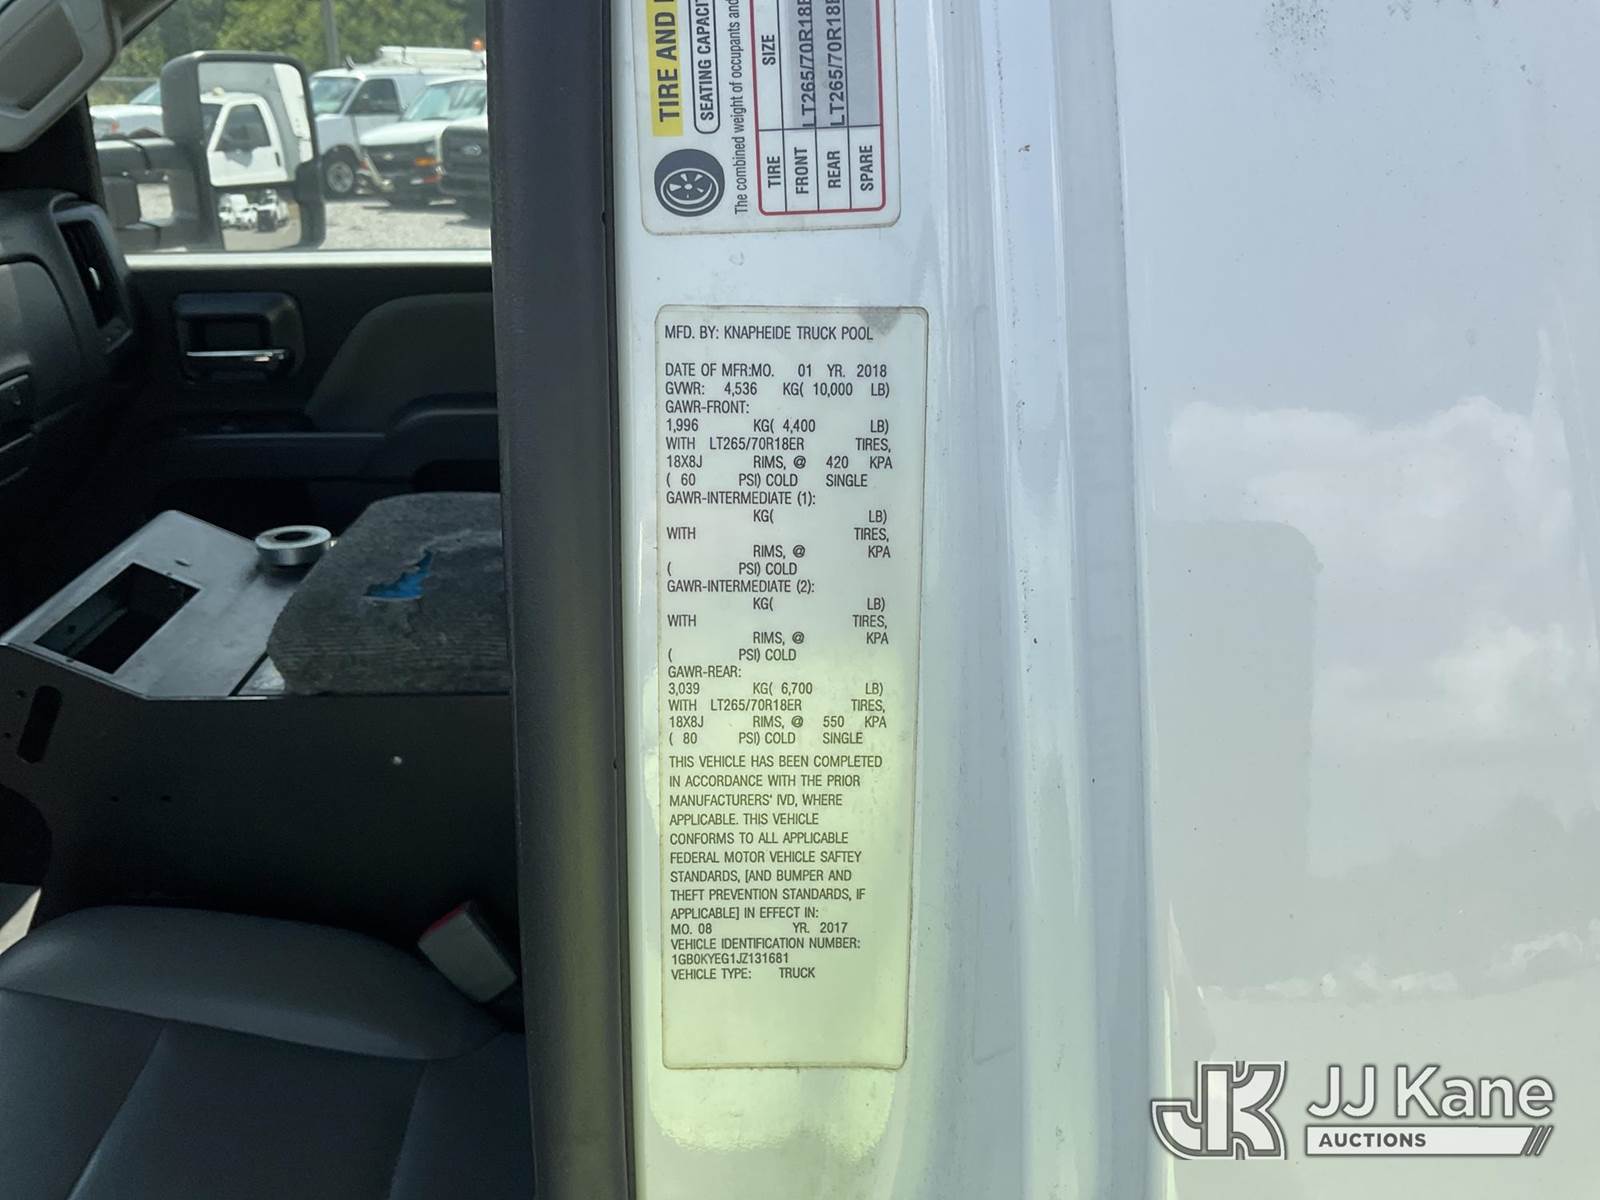 TIRE AND
SEATING CAPACIT
The combined weight of occupants and
TIRE SIZE
FRONT LT265/70R18E
REAR LT265/70R18E
SPARE
MFD. BY: KNAPHEIDE TRUCK POOL
DATE OF MFR:MO. 01 YR. 2018
GVWR: 4,536 KG( 10,000 LB)
GAWR-FRONT:
1,996 KG( 4,400 LB)
WITH LT265/70R18ER TIRES,
18X8J RIMS, @ 420 KPA
( 60 PSI) COLD SINGLE
GAWR-INTERMEDIATE (1):
KG( LB)
WITH TIRES,
RIMS, @ KPA
( PSI) COLD
GAWR-INTERMEDIATE (2):
KG( LB)
WITH TIRES,
RIMS, @ KPA
( PSI) COLD
GAWR-REAR:
3,039 KG( 6,700 LB)
WITH LT265/70R18ER TIRES,
18X8J RIMS, @ 550 KPA
( 80 PSI) COLD SINGLE
THIS VEHICLE HAS BEEN COMPLETED
IN ACCORDANCE WITH THE PRIOR
MANUFACTURERS' IVD, WHERE
APPLICABLE. THIS VEHICLE
CONFORMS TO ALL APPLICABLE
FEDERAL MOTOR VEHICLE SAFTEY
STANDARDS, [AND BUMPER AND
THEFT PREVENTION STANDARDS, IF
APPLICABLE] IN EFFECT IN:
MO. 08 YR. 2017
VEHICLE IDENTIFICATION NUMBER:
1GB0KYEG1JZ131681
VEHICLE TYPE: TRUCK
JK JJ Kane
AUCTIONS